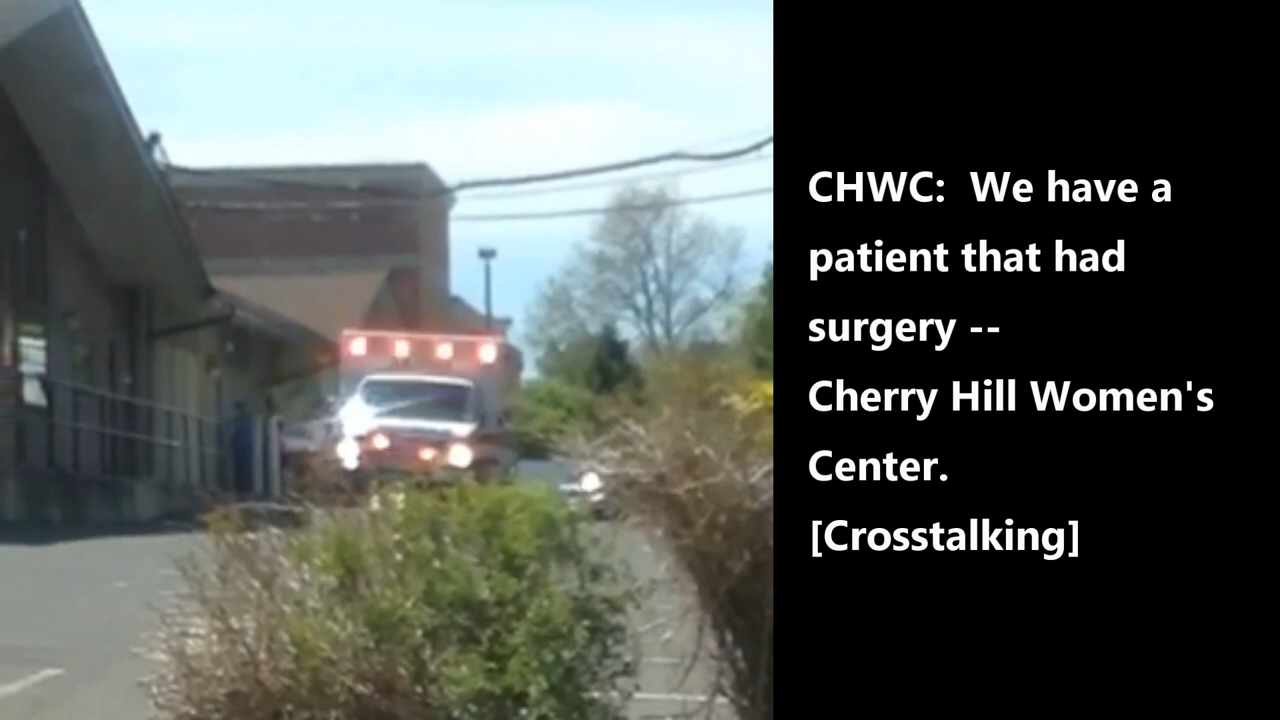 CHWC:  We have a
patient that had
surgery --
Cherry Hill Women's
Center.
[Crosstalking]